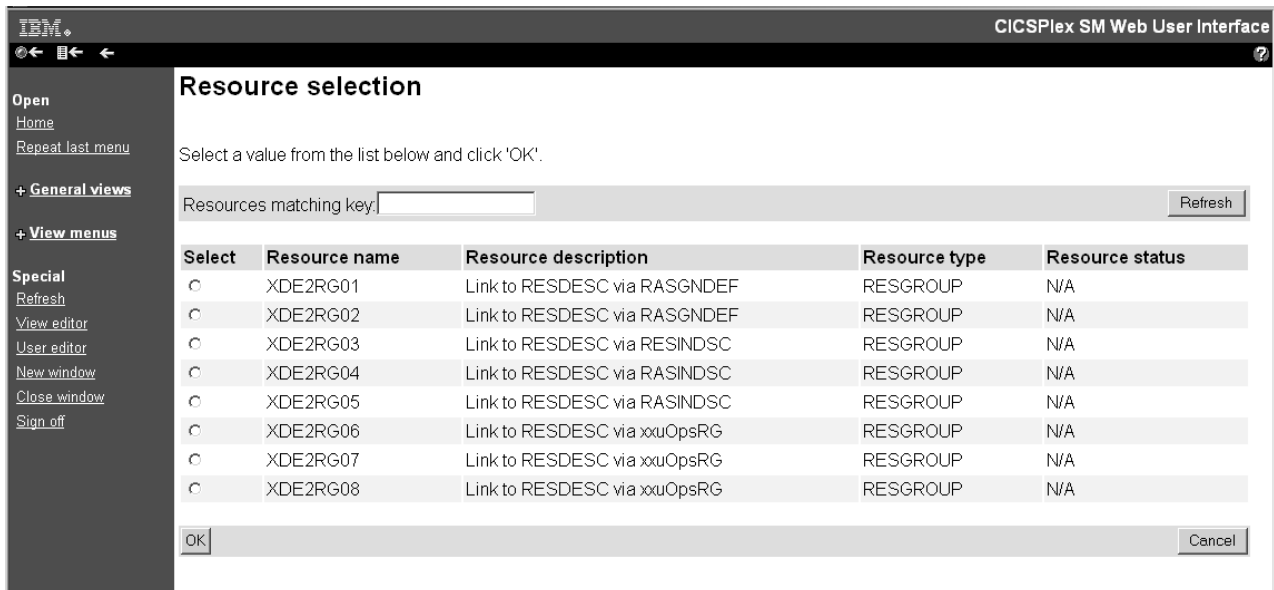 IBM.
CICSPlex SM Web User Interface
?
Open
Home
Repeat last menu
+ General views
+ View menus
Special
Refresh
View editor
User editor
New window
Close window
Sign off
Resource selection
Select a value from the list below and click 'OK'.
Resources matching key: Refresh
Select Resource name Resource description Resource type Resource status
XDE2RG01 Link to RESDESC via RASGNDEF RESGROUP N/A
XDE2RG02 Link to RESDESC via RASGNDEF RESGROUP N/A
XDE2RG03 Link to RESDESC via RESINDSC RESGROUP N/A
XDE2RG04 Link to RESDESC via RASINDSC RESGROUP N/A
XDE2RG05 Link to RESDESC via RASINDSC RESGROUP N/A
XDE2RG06 Link to RESDESC via xxuOpsRG RESGROUP N/A
XDE2RG07 Link to RESDESC via xxuOpsRG RESGROUP N/A
XDE2RG08 Link to RESDESC via xxuOpsRG RESGROUP N/A
OK Cancel